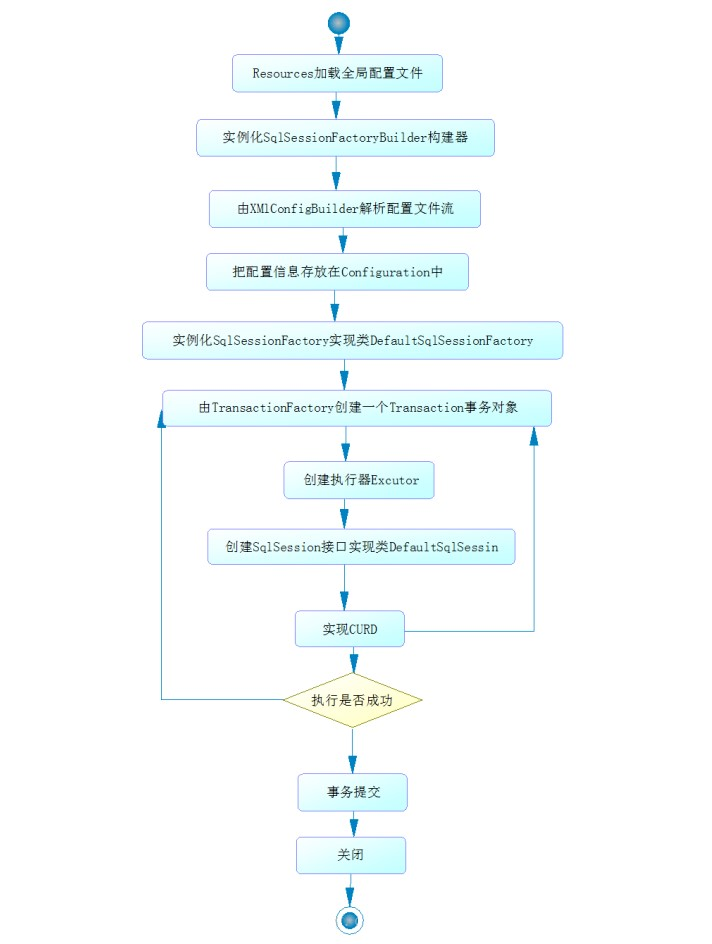 Resources加载全局配置文件
实例化SqlSessionFactoryBuilder构建器
由XMlConfigBuilder解析配置文件流
把配置信息存放在Configuration中
实例化SqlSessionFactory实现类DefaultSqlSessionFactory
由TransactionFactory创建一个Transaction事务对象
创建执行器Excutor
创建SqlSession接口实现类DefaultSqlSessin
实现CURD
执行是否成功
事务提交
关闭